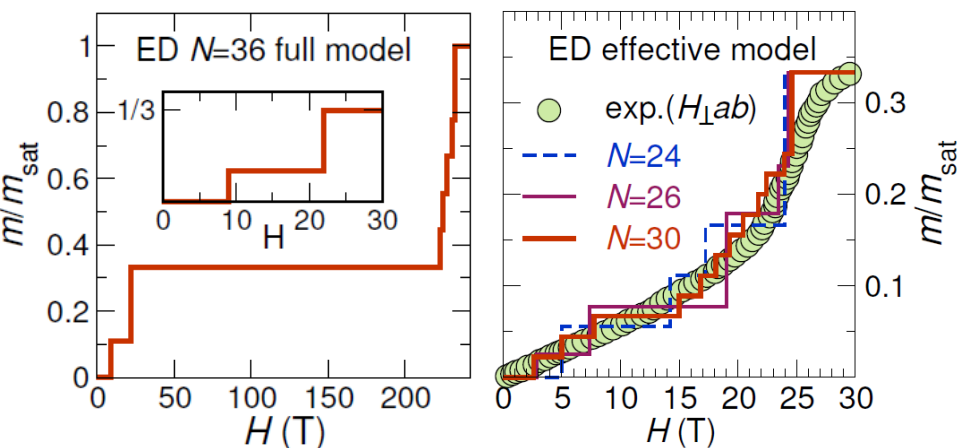 ED N=36 full model
1
0.8
0.6
0.4
0.2
0
m/m_sat
1/3
0 10 20 30
H
0 50 100 150 200
H (T)
ED effective model
exp.(H⊥ab)
N=24
N=26
N=30
0.3
0.2
0.1
m/m_sat
0 5 10 15 20 25 30
H (T)